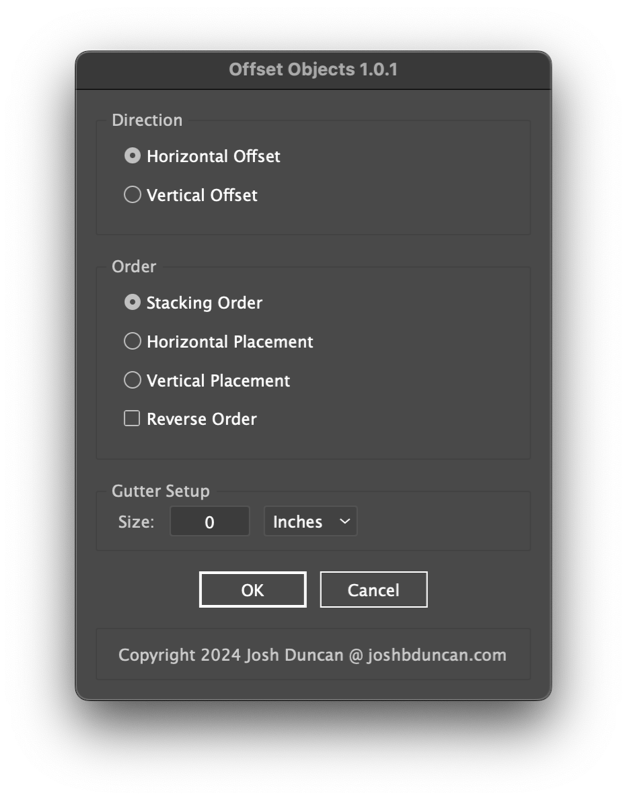 Offset Objects 1.0.1
Direction
Horizontal Offset
Vertical Offset
Order
Stacking Order
Horizontal Placement
Vertical Placement
Reverse Order
Gutter Setup
Size: 0 Inches
OK Cancel
Copyright 2024 Josh Duncan @ joshbduncan.com